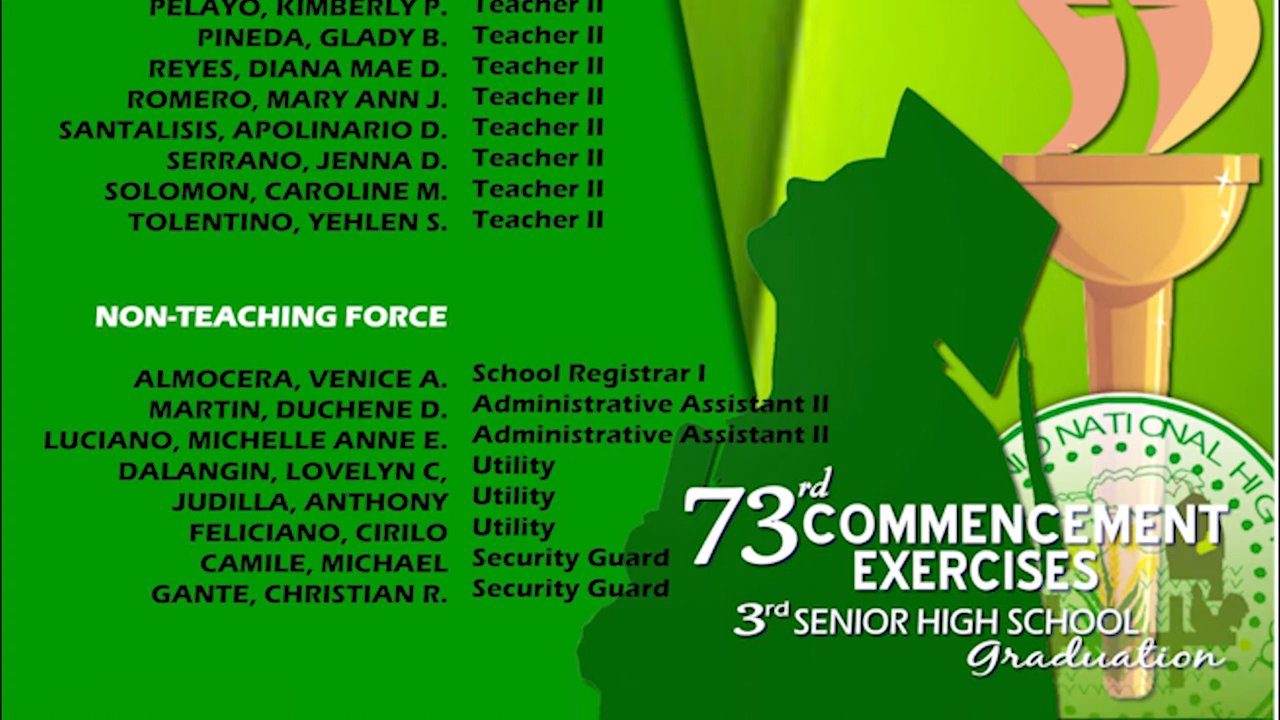 PELAYO, KIMBERLY P. Teacher II
PINEDA, GLADY B. Teacher II
REYES, DIANA MAE D. Teacher II
ROMERO, MARY ANN J. Teacher II
SANTALISIS, APOLINARIO D. Teacher II
SERRANO, JENNA D. Teacher II
SOLOMON, CAROLINE M. Teacher II
TOLENTINO, YEHLEN S. Teacher II
NON-TEACHING FORCE
ALMOCERA, VENICE A. School Registrar I
MARTIN, DUCHENE D. Administrative Assistant II
LUCIANO, MICHELLE ANNE E. Administrative Assistant II
DALANGIN, LOVELYN C, Utility
JUDILLA, ANTHONY Utility
FELICIANO, CIRILO Utility
CAMILE, MICHAEL Security Guard
GANTE, CHRISTIAN R. Security Guard
NATIONAL HIG
73rd COMMENCEMENT
EXERCISES
3rd SENIOR HIGH SCHOOL
Graduation